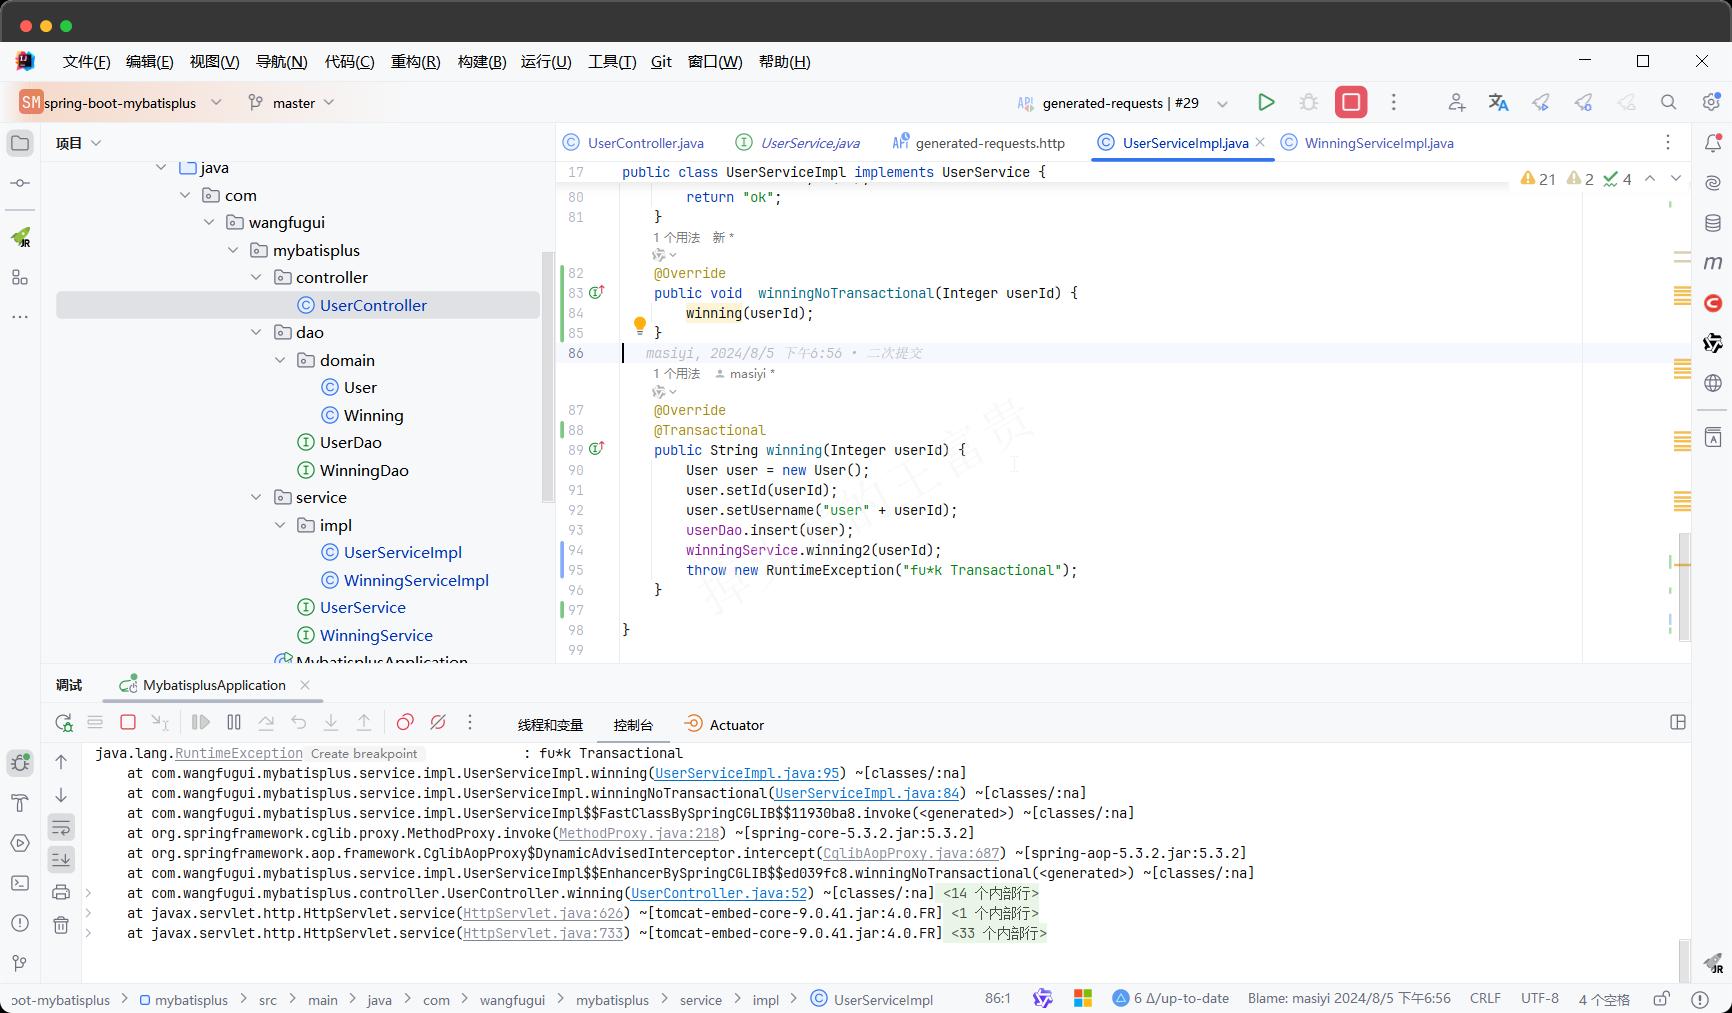 文件(F) 编辑(E) 视图(V) 导航(N) 代码(C) 重构(R) 构建(B) 运行(U) 工具(T) Git 窗口(W) 帮助(H)
SM spring-boot-mybatisplus master API generated-requests | #29
项目 UserController.java UserService.java API generated-requests.http UserServiceImpl.java WinningServiceImpl.java
java
com
wangfugui
mybatisplus
controller
UserController
dao
domain
User
Winning
UserDao
WinningDao
service
impl
UserServiceImpl
WinningServiceImpl
UserService
WinningService
MybatisplusApplication
21 2 4
17 public class UserServiceImpl implements UserService {
80 return "ok";
81 }
1 个用法 新 *
82 @Override
83 public void winningNoTransactional(Integer userId) {
84 winning(userId);
85 }
86 masiyi, 2024/8/5 下午6:56 • 二次提交
1 个用法 masiyi *
87 @Override
88 @Transactional
89 public String winning(Integer userId) {
90 User user = new User();
91 user.setId(userId);
92 user.setUsername("user" + userId);
93 userDao.insert(user);
94 winningService.winning2(userId);
95 throw new RuntimeException("fu*k Transactional");
96 }
97
98 }
99
调试 MybatisplusApplication
线程和变量 控制台 Actuator
java.lang.RuntimeException Create breakpoint : fu*k Transactional
at com.wangfugui.mybatisplus.service.impl.UserServiceImpl.winning(UserServiceImpl.java:95) ~[classes/:na]
at com.wangfugui.mybatisplus.service.impl.UserServiceImpl.winningNoTransactional(UserServiceImpl.java:84) ~[classes/:na]
at com.wangfugui.mybatisplus.service.impl.UserServiceImpl$$FastClassBySpringCGLIB$$11930ba8.invoke(<generated>) ~[classes/:na]
at org.springframework.cglib.proxy.MethodProxy.invoke(MethodProxy.java:218) ~[spring-core-5.3.2.jar:5.3.2]
at org.springframework.aop.framework.CglibAopProxy$DynamicAdvisedInterceptor.intercept(CglibAopProxy.java:687) ~[spring-aop-5.3.2.jar:5.3.2]
at com.wangfugui.mybatisplus.service.impl.UserServiceImpl$$EnhancerBySpringCGLIB$$ed039fc8.winningNoTransactional(<generated>) ~[classes/:na]
at com.wangfugui.mybatisplus.controller.UserController.winning(UserController.java:52) ~[classes/:na] <14 个内部行>
at javax.servlet.http.HttpServlet.service(HttpServlet.java:626) ~[tomcat-embed-core-9.0.41.jar:4.0.FR] <1 个内部行>
at javax.servlet.http.HttpServlet.service(HttpServlet.java:733) ~[tomcat-embed-core-9.0.41.jar:4.0.FR] <33 个内部行>
oot-mybatisplus > mybatisplus > src > main > java > com > wangfugui > mybatisplus > service > impl > UserServiceImpl 86:1 6 Δ/up-to-date Blame: masiyi 2024/8/5 下午6:56 CRLF UTF-8 4 个空格